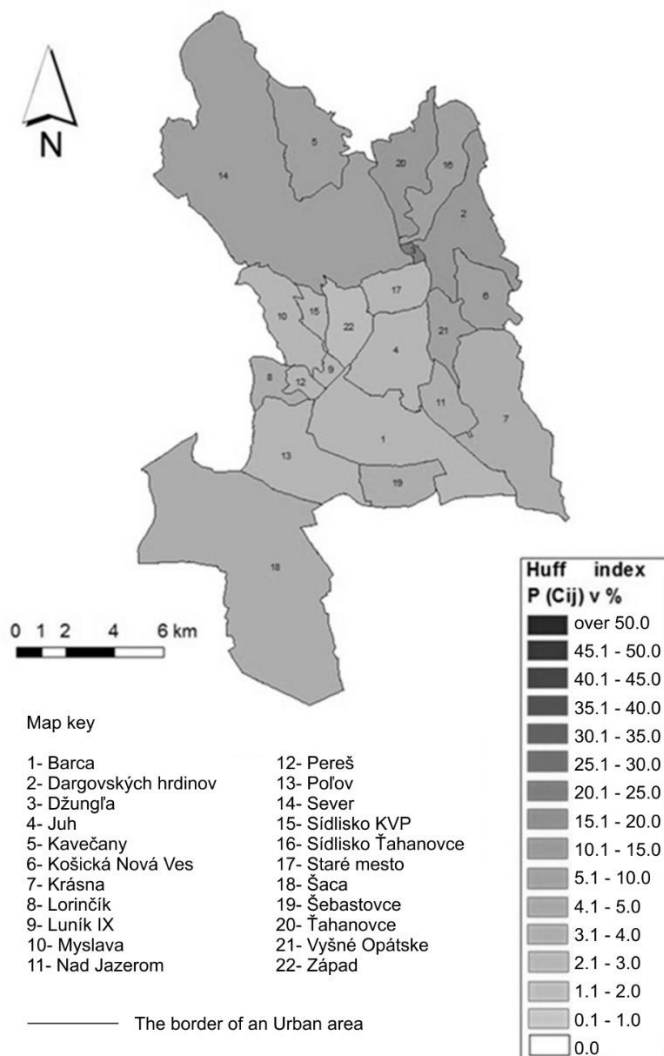 N
14
5
20
16
2
3
6
17
10
15
22
4
21
9
8
12
11
7
1
13
19
18
0 1 2 4 6 km
Map key
1- Barca
2- Dargovských hrdinov
3- Džungľa
4- Juh
5- Kavečany
6- Košická Nová Ves
7- Krásna
8- Lorinčík
9- Luník IX
10- Myslava
11- Nad Jazerom
12- Pereš
13- Poľov
14- Sever
15- Sídlisko KVP
16- Sídlisko Ťahanovce
17- Staré mesto
18- Šaca
19- Šebastovce
20- Ťahanovce
21- Vyšné Opátske
22- Západ
The border of an Urban area
Huff index
P (Cij) v %
over 50.0
45.1 - 50.0
40.1 - 45.0
35.1 - 40.0
30.1 - 35.0
25.1 - 30.0
20.1 - 25.0
15.1 - 20.0
10.1 - 15.0
5.1 - 10.0
4.1 - 5.0
3.1 - 4.0
2.1 - 3.0
1.1 - 2.0
0.1 - 1.0
0.0